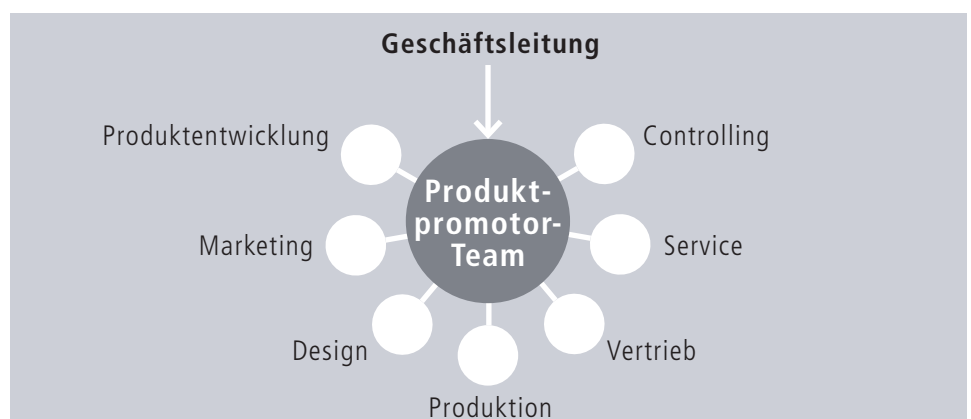 Geschäftsleitung
Produktentwicklung
Controlling
Produkt-
promotor-
Team
Marketing
Service
Design
Vertrieb
Produktion